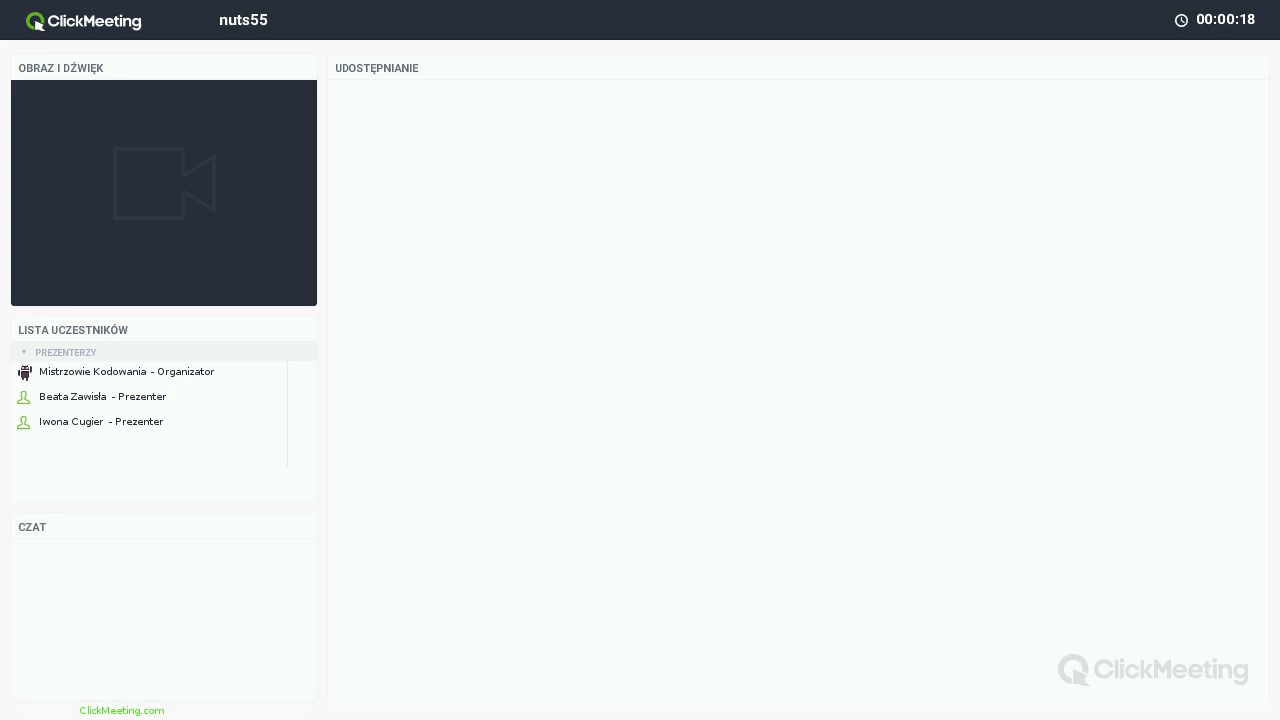 ClickMeeting
nuts55
00:00:18
OBRAZ I DŹWIĘK
UDOSTĘPNIANIE
LISTA UCZESTNIKÓW
PREZENTERZY
Mistrzowie Kodowania - Organizator
Beata Zawisła - Prezenter
Iwona Cugier - Prezenter
CZAT
ClickMeeting
ClickMeeting.com